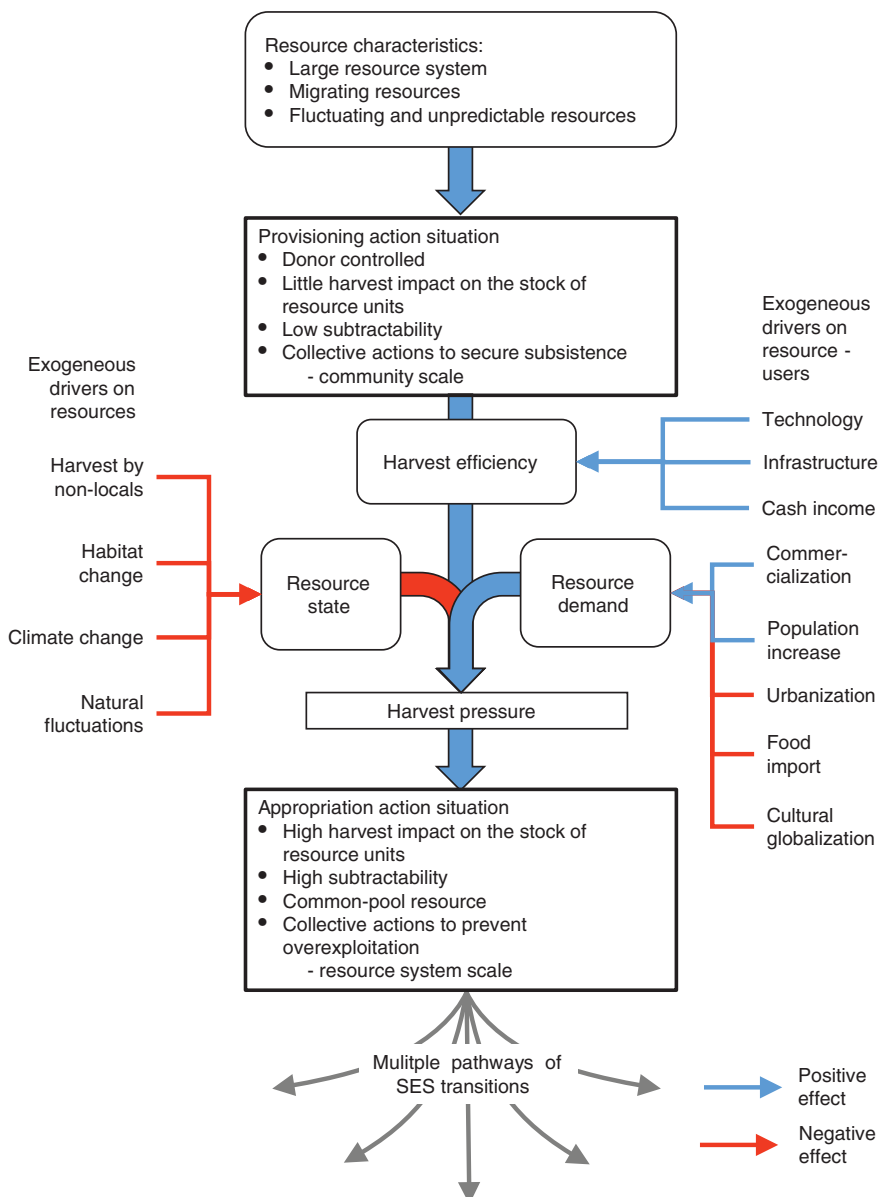 Resource characteristics:
• Large resource system
• Migrating resources
• Fluctuating and unpredictable resources
Provisioning action situation
• Donor controlled
• Little harvest impact on the stock of
resource units
• Low subtractability
• Collective actions to secure subsistence
- community scale
Exogeneous
drivers on
resources
Harvest by
non-locals
Habitat
change
Climate change
Natural
fluctuations
Exogeneous
drivers on
resource -
users
Technology
Infrastructure
Cash income
Commer-
cialization
Population
increase
Urbanization
Food
import
Cultural
globalization
Harvest efficiency
Resource
state
Resource
demand
Harvest pressure
Appropriation action situation
• High harvest impact on the stock of
resource units
• High subtractability
• Common-pool resource
• Collective actions to prevent
overexploitation
- resource system scale
Mulitple pathways of
SES transitions
Positive
effect
Negative
effect